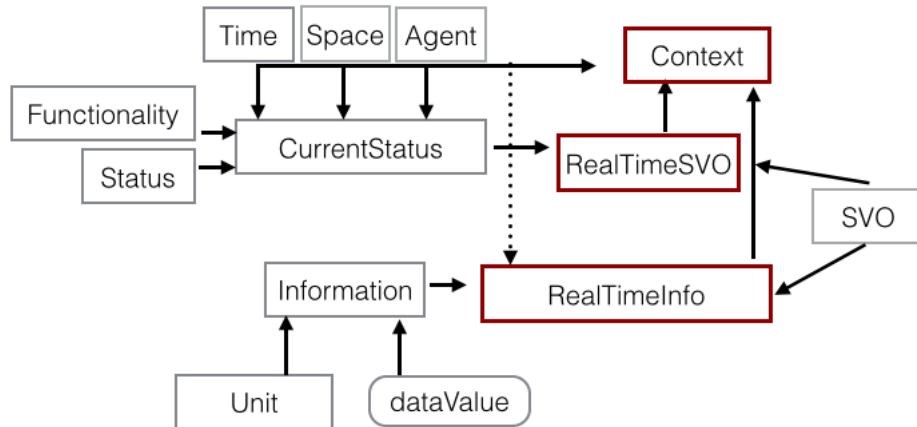 Time
Space
Agent
Context
Functionality
CurrentStatus
RealTimeSVO
Status
SVO
Information
RealTimeInfo
Unit
dataValue